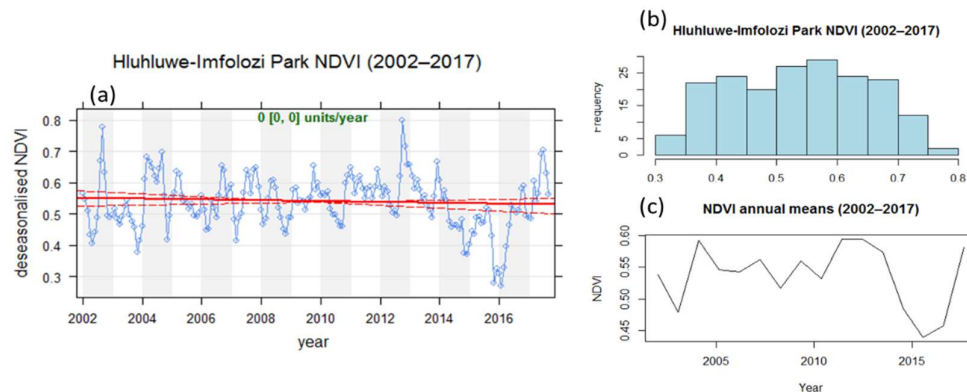 Hluhluwe-Imfolozi Park NDVI (2002–2017)
(a)
0 [0, 0] units/year
deseasonalised NDVI
0.8
0.7
0.6
0.5
0.4
0.3
2002 2004 2006 2008 2010 2012 2014 2016
year
(b)
Hluhluwe-Imfolozi Park NDVI (2002–2017)
Frequency
25
15
0 5
0.3 0.4 0.5 0.6 0.7 0.8
(c)
NDVI annual means (2002–2017)
NDVI
0.60
0.55
0.50
0.45
2005 2010 2015
Year